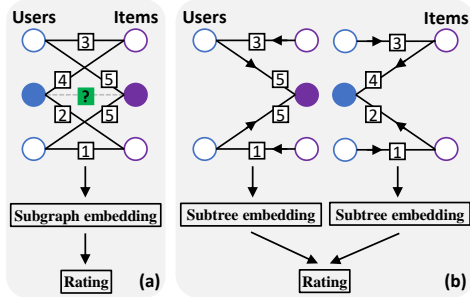 Users Items
3
4 5
?
2 5
1
Subgraph embedding
Rating (a)
Users Items
3 3
5 4
5 2
1 1
Subtree embedding Subtree embedding
Rating (b)